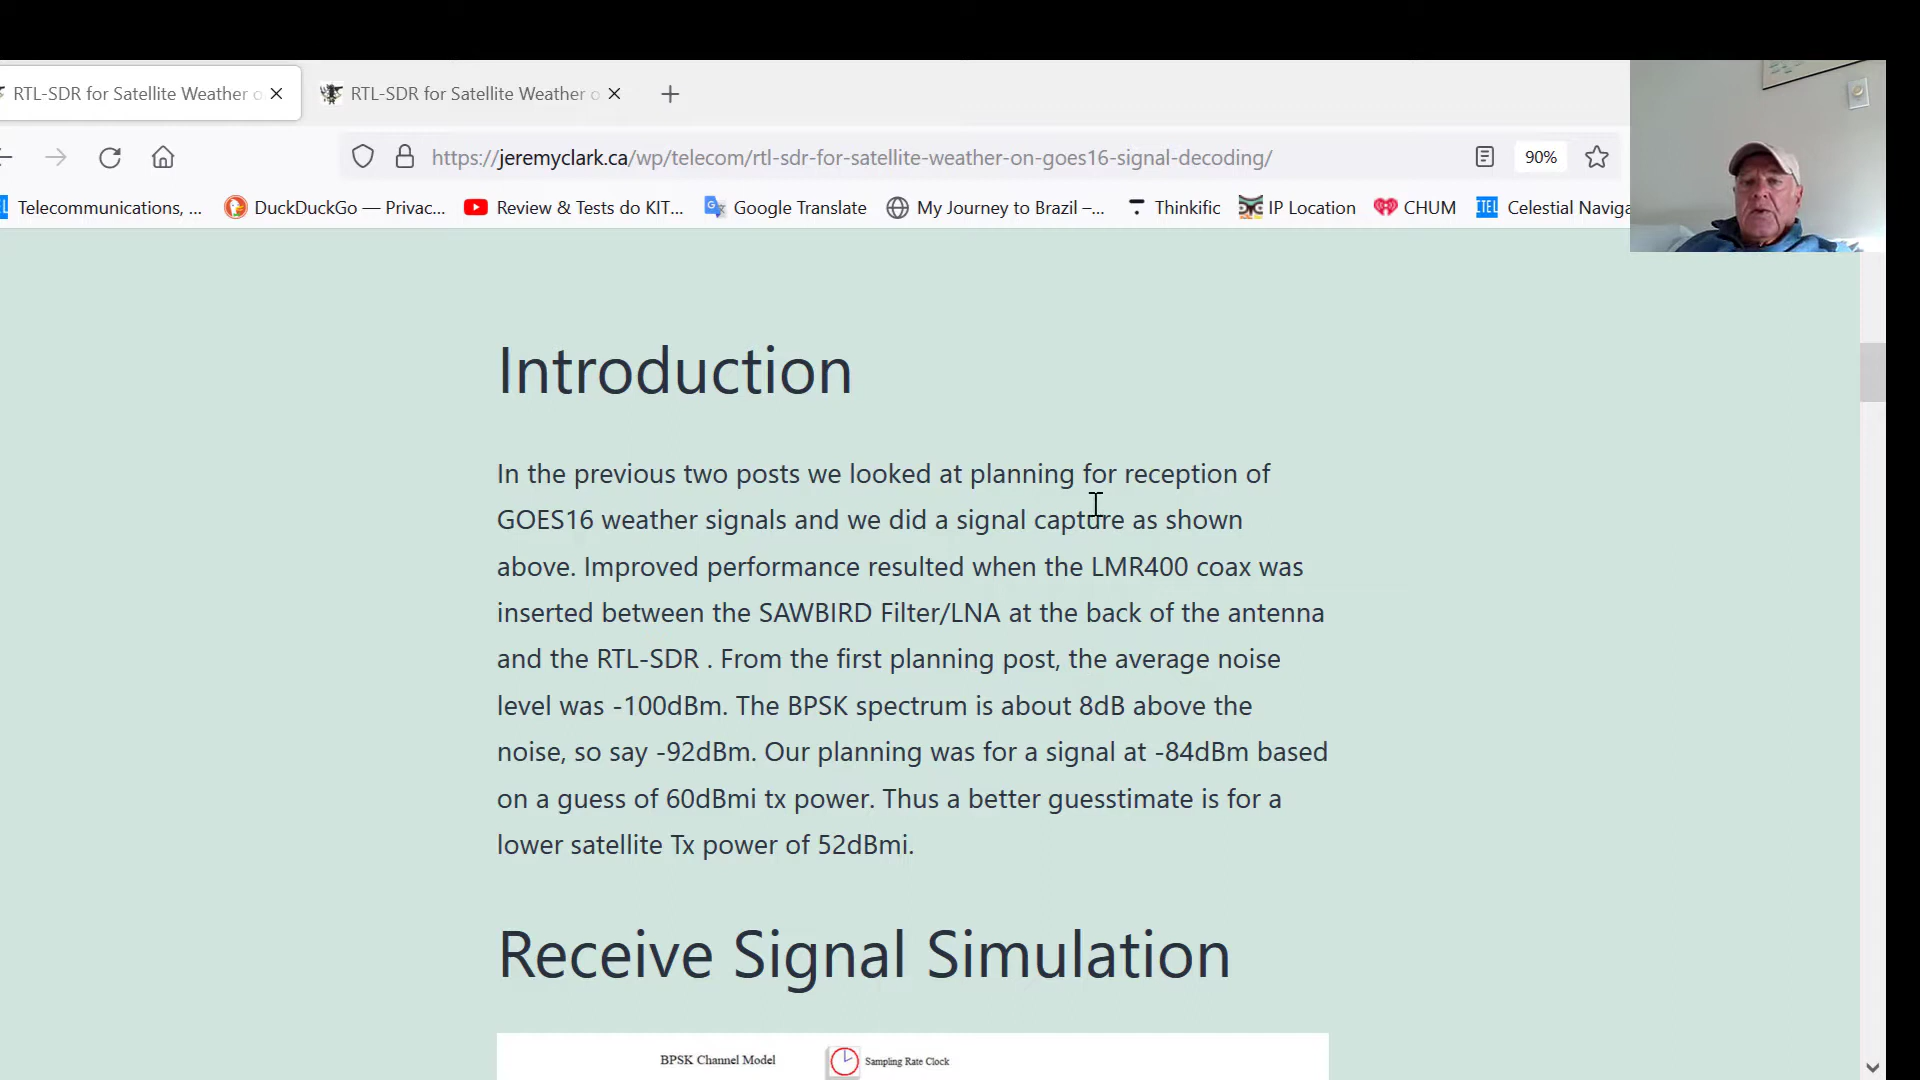 RTL-SDR for Satellite Weather o
RTL-SDR for Satellite Weather o
https://jeremyclark.ca/wp/telecom/rtl-sdr-for-satellite-weather-on-goes16-signal-decoding/
90%
Telecommunications, ...
DuckDuckGo — Privac...
Review & Tests do KIT...
Google Translate
My Journey to Brazil –...
Thinkific
IP Location
CHUM
CTEL
Celestial Naviga
Introduction
In the previous two posts we looked at planning for reception of
GOES16 weather signals and we did a signal capture as shown
above. Improved performance resulted when the LMR400 coax was
inserted between the SAWBIRD Filter/LNA at the back of the antenna
and the RTL-SDR . From the first planning post, the average noise
level was -100dBm. The BPSK spectrum is about 8dB above the
noise, so say -92dBm. Our planning was for a signal at -84dBm based
on a guess of 60dBmi tx power. Thus a better guesstimate is for a
lower satellite Tx power of 52dBmi.
Receive Signal Simulation
BPSK Channel Model
Sampling Rate Clock